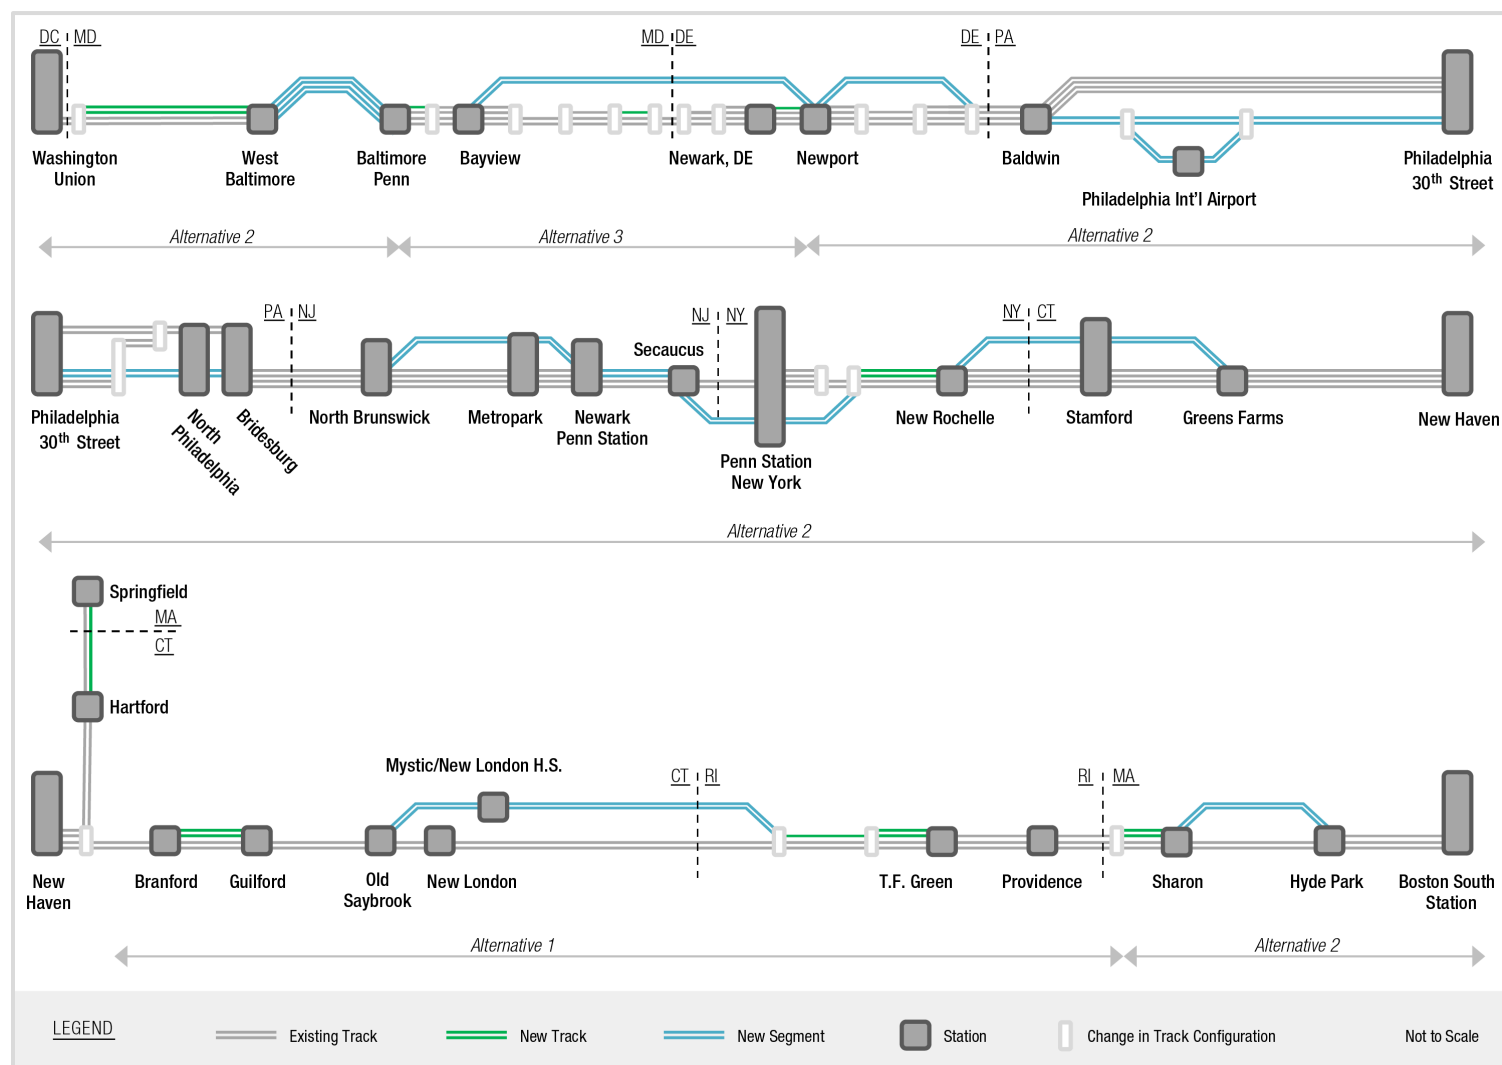 DC MD MD DE DE PA
Washington
Union
West
Baltimore
Baltimore
Penn
Bayview
Newark, DE
Newport
Baldwin
Philadelphia Int'l Airport
Philadelphia
30th Street
Alternative 2 Alternative 3 Alternative 2
PA NJ NJ NY NY CT
Secaucus
Philadelphia
30th Street
North
Philadelphia
Bridesburg
North Brunswick
Metropark
Newark
Penn Station
Penn Station
New York
New Rochelle
Stamford
Greens Farms
New Haven
Alternative 2
Springfield
MA
CT
Hartford
Mystic/New London H.S.
CT RI RI MA
New
Haven
Branford
Guilford
Old
Saybrook
New London
T.F. Green
Providence
Sharon
Hyde Park
Boston South
Station
Alternative 1 Alternative 2
LEGEND Existing Track New Track New Segment Station Change in Track Configuration Not to Scale